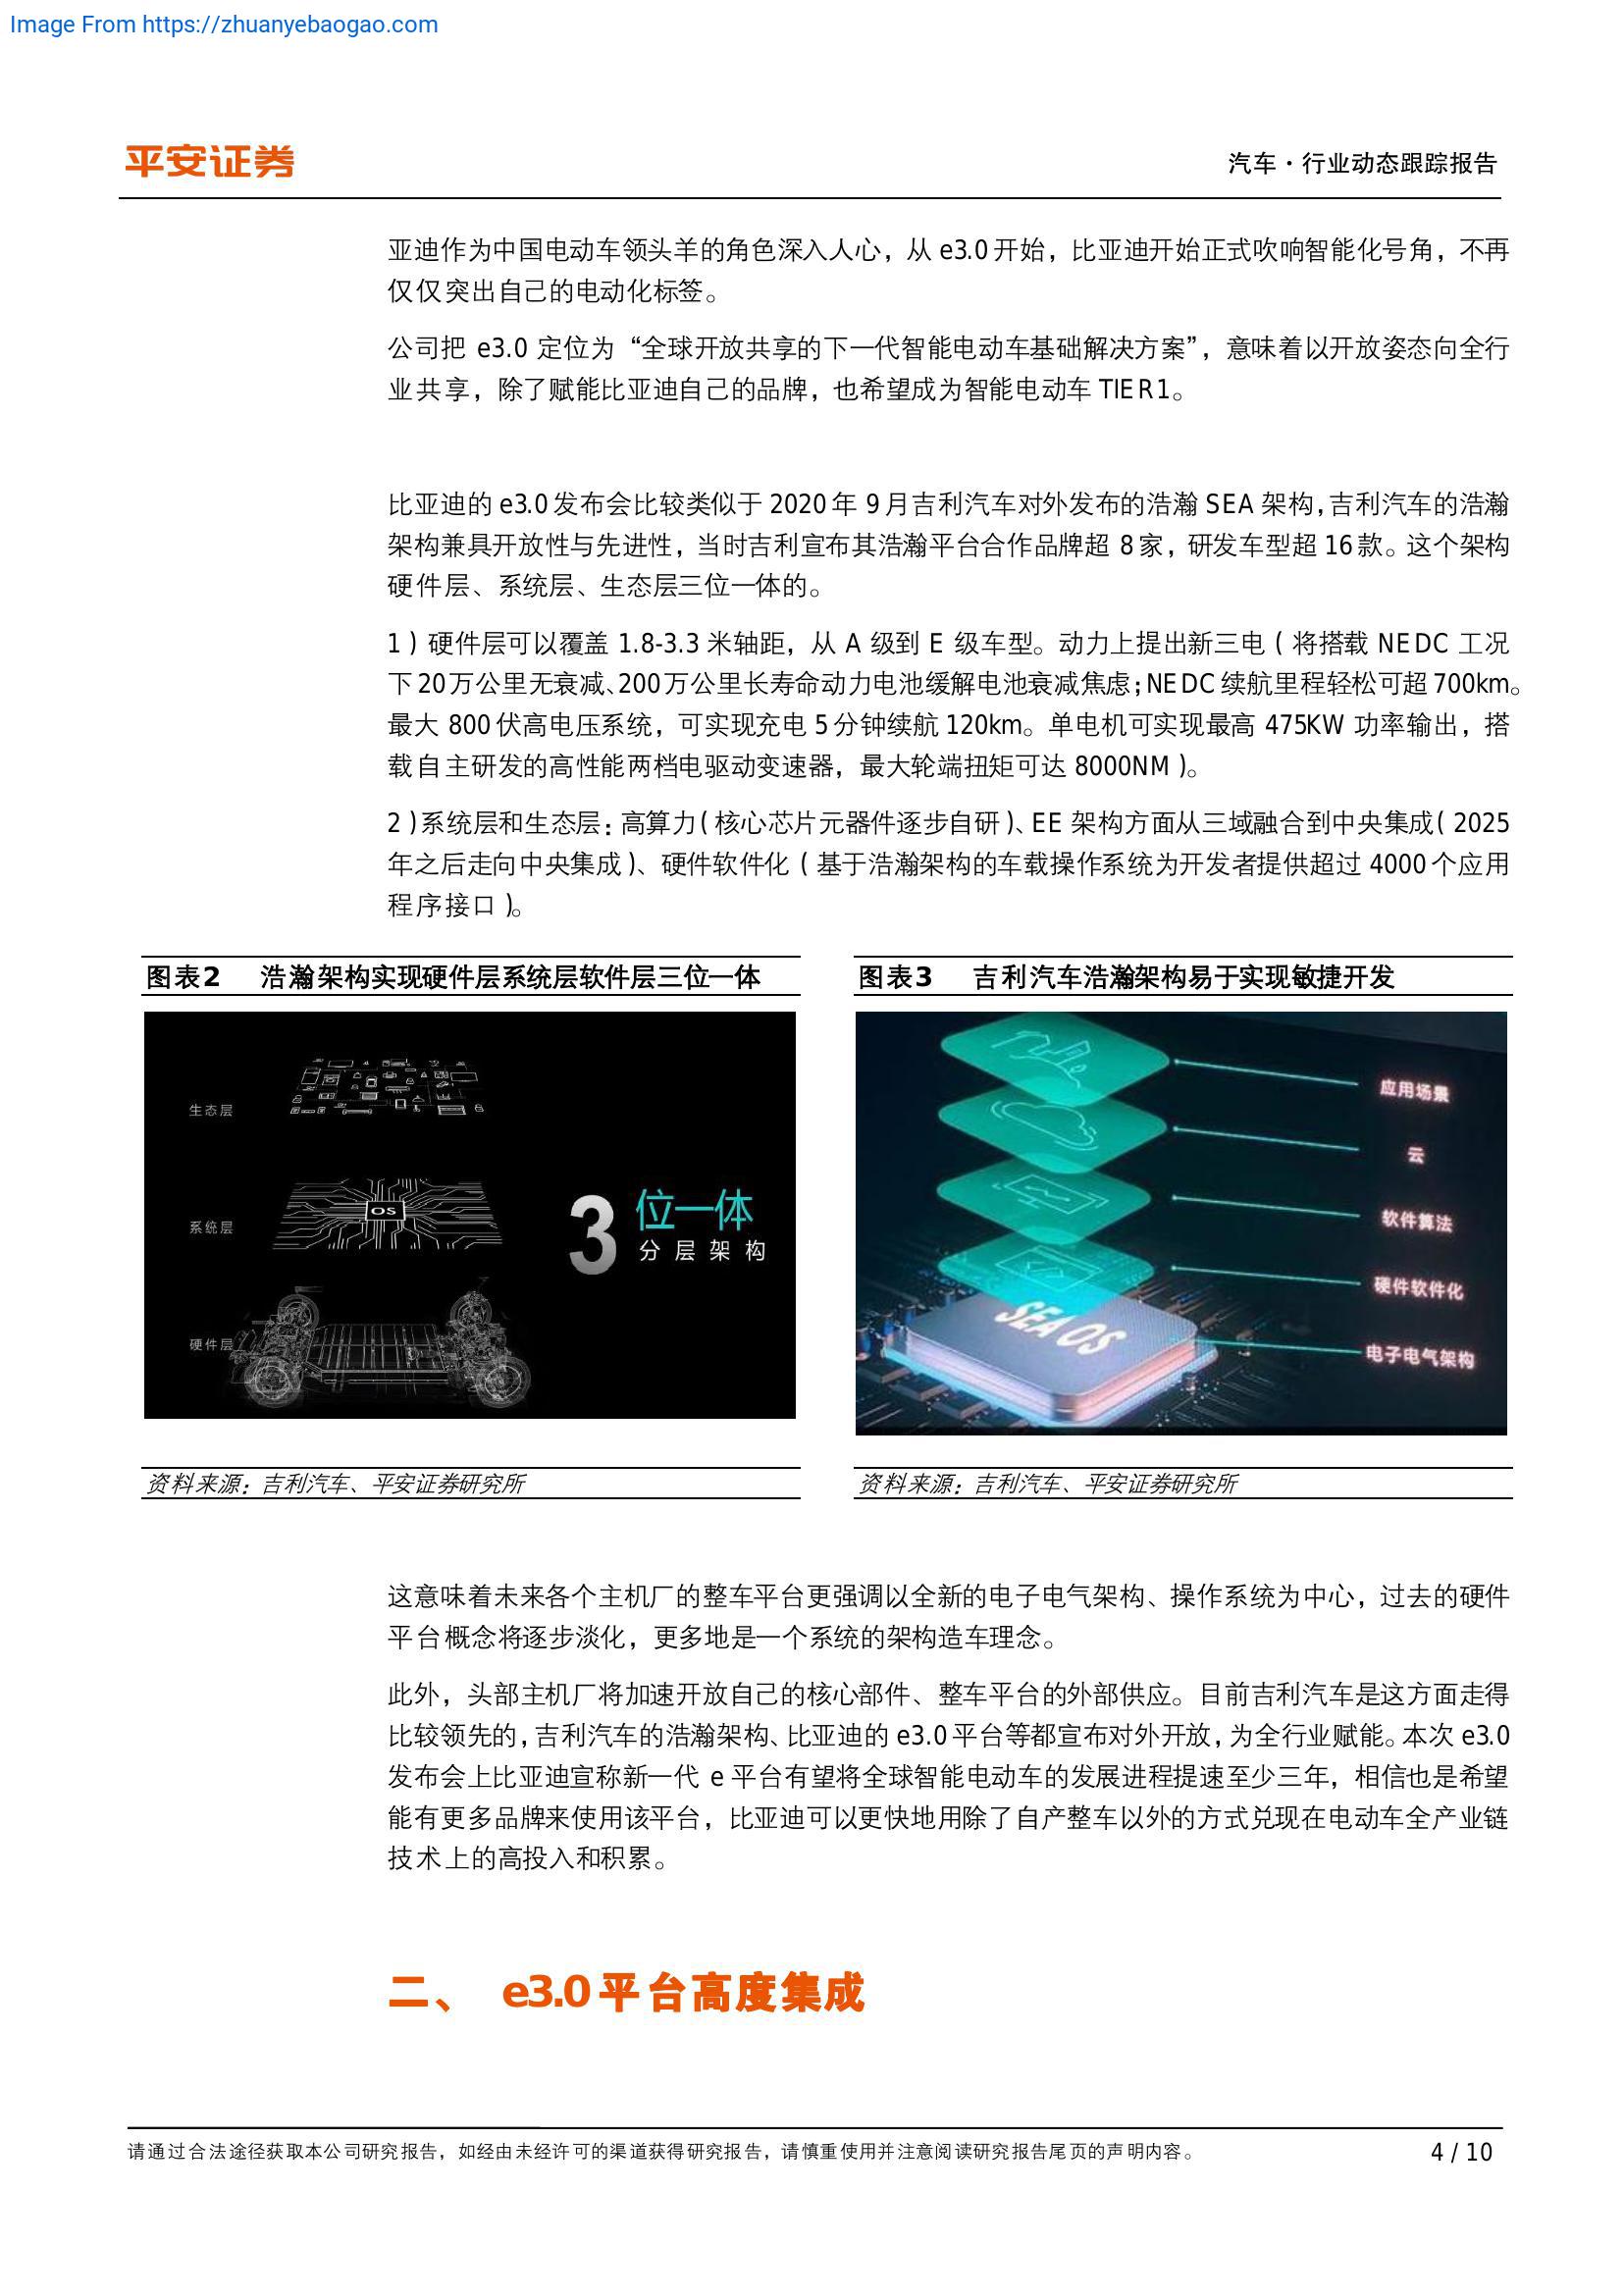 Image From https://zhuanyebaogao.com
平安证券
汽车·行业动态跟踪报告
亚迪作为中国电动车领头羊的角色深入人心，从 e3.0 开始，比亚迪开始正式吹响智能化号角，不再
仅仅突出自己的电动化标签。
公司把 e3.0 定位为“全球开放共享的下一代智能电动车基础解决方案”，意味着以开放姿态向全行
业共享，除了赋能比亚迪自己的品牌，也希望成为智能电动车 TIER1。
比亚迪的 e3.0 发布会比较类似于 2020 年 9 月吉利汽车对外发布的浩瀚 SEA 架构，吉利汽车的浩瀚
架构兼具开放性与先进性，当时吉利宣布其浩瀚平台合作品牌超 8 家，研发车型超 16 款。这个架构
硬件层、系统层、生态层三位一体的。
1）硬件层可以覆盖 1.8-3.3 米轴距，从 A 级到 E 级车型。动力上提出新三电（将搭载 NEDC 工况
下 20 万公里无衰减、200 万公里长寿命动力电池缓解电池衰减焦虑；NEDC 续航里程轻松可超 700km。
最大 800 伏高电压系统，可实现充电 5 分钟续航 120km。单电机可实现最高 475KW 功率输出，搭
载自主研发的高性能两档电驱动变速器，最大轮端扭矩可达 8000NM）。
2）系统层和生态层：高算力（核心芯片元器件逐步自研）、EE 架构方面从三域融合到中央集成（2025
年之后走向中央集成）、硬件软件化（基于浩瀚架构的车载操作系统为开发者提供超过 4000 个应用
程序接口）。
图表2 浩瀚架构实现硬件层系统层软件层三位一体
生态层
系统层
OS
硬件层
3
位一体
分层架构
资料来源：吉利汽车、平安证券研究所
图表3 吉利汽车浩瀚架构易于实现敏捷开发
应用场景
云
软件算法
硬件软件化
电子电气架构
SEA OS
资料来源：吉利汽车、平安证券研究所
这意味着未来各个主机厂的整车平台更强调以全新的电子电气架构、操作系统为中心，过去的硬件
平台概念将逐步淡化，更多地是一个系统的架构造车理念。
此外，头部主机厂将加速开放自己的核心部件、整车平台的外部供应。目前吉利汽车是这方面走得
比较领先的，吉利汽车的浩瀚架构、比亚迪的 e3.0 平台等都宣布对外开放，为全行业赋能。本次 e3.0
发布会上比亚迪宣称新一代 e 平台有望将全球智能电动车的发展进程提速至少三年，相信也是希望
能有更多品牌来使用该平台，比亚迪可以更快地用除了自产整车以外的方式兑现在电动车全产业链
技术上的高投入和积累。
二、 e3.0 平台高度集成
请通过合法途径获取本公司研究报告，如经由未经许可的渠道获得研究报告，请慎重使用并注意阅读研究报告尾页的声明内容。
4 / 10